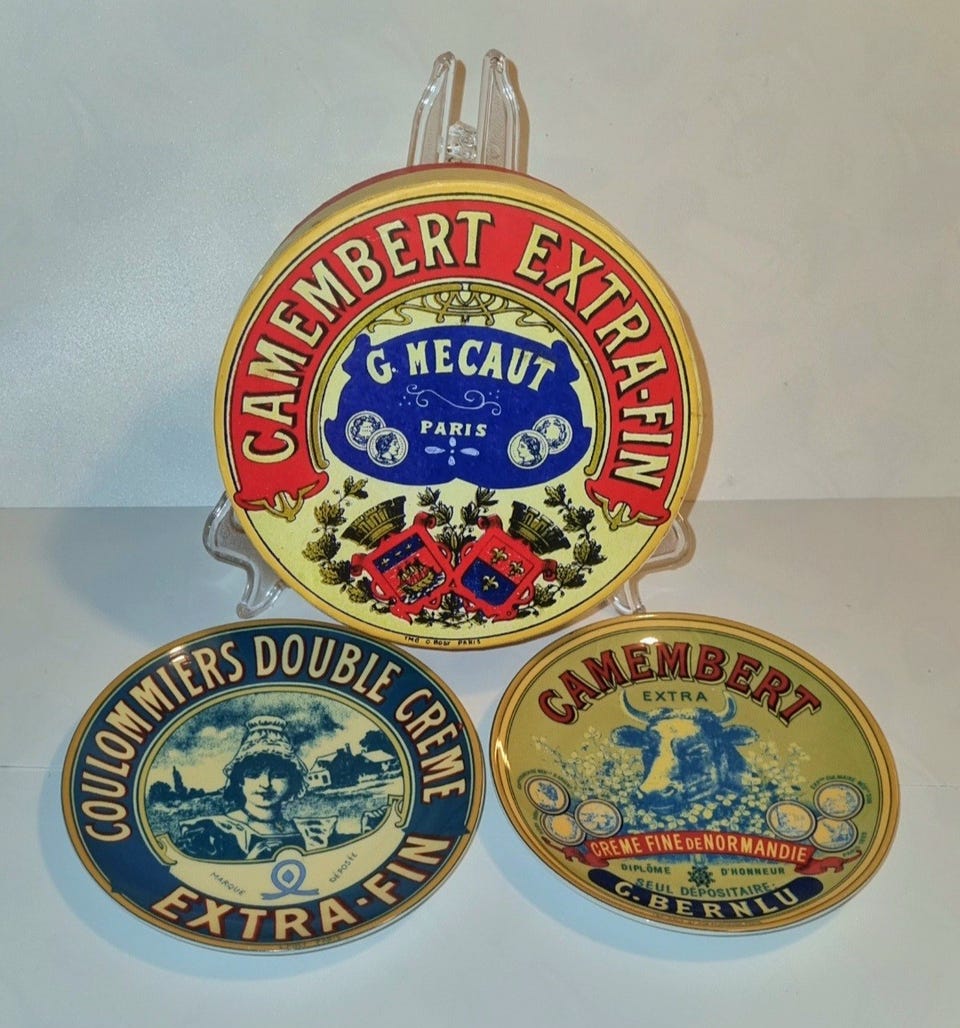 CAMEMBERT EXTRA-FIN
G. MECAUT
PARIS
COULOMMIERS DOUBLE CRÈME
MARQUE DÉPOSÉE
EXTRA-FIN
CAMEMBERT
EXTRA
CRÈME FINE DE NORMANDIE
DIPLÔME D'HONNEUR
SEUL DÉPOSITAIRE:
G. BERNLU